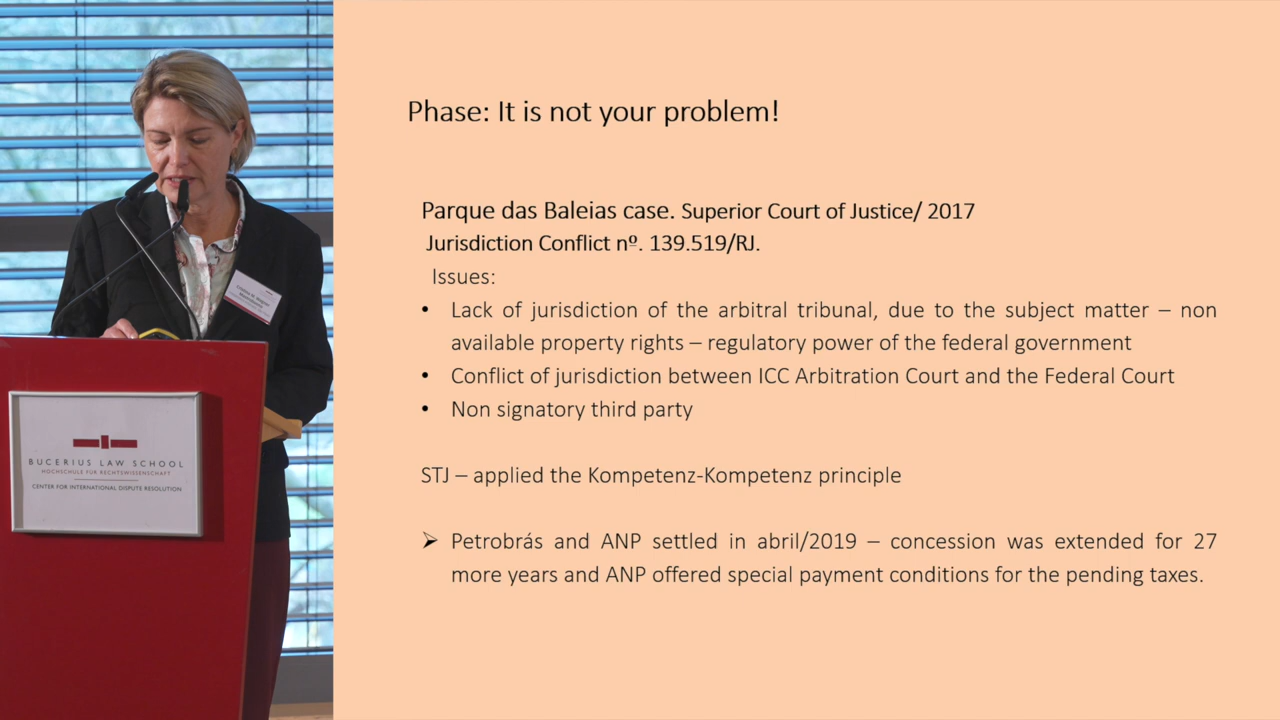 Phase: It is not your problem!
Parque das Baleias case. Superior Court of Justice/ 2017
Jurisdiction Conflict nº. 139.519/RJ.
Issues:
• Lack of jurisdiction of the arbitral tribunal, due to the subject matter – non
available property rights – regulatory power of the federal government
• Conflict of jurisdiction between ICC Arbitration Court and the Federal Court
• Non signatory third party
STJ – applied the Kompetenz-Kompetenz principle
➢ Petrobrás and ANP settled in abril/2019 – concession was extended for 27
more years and ANP offered special payment conditions for the pending taxes.
BUCERIUS LAW SCHOOL
HOCHSCHULE FÜR RECHTSWISSENSCHAFT
CENTER FOR INTERNATIONAL DISPUTE RESOLUTION